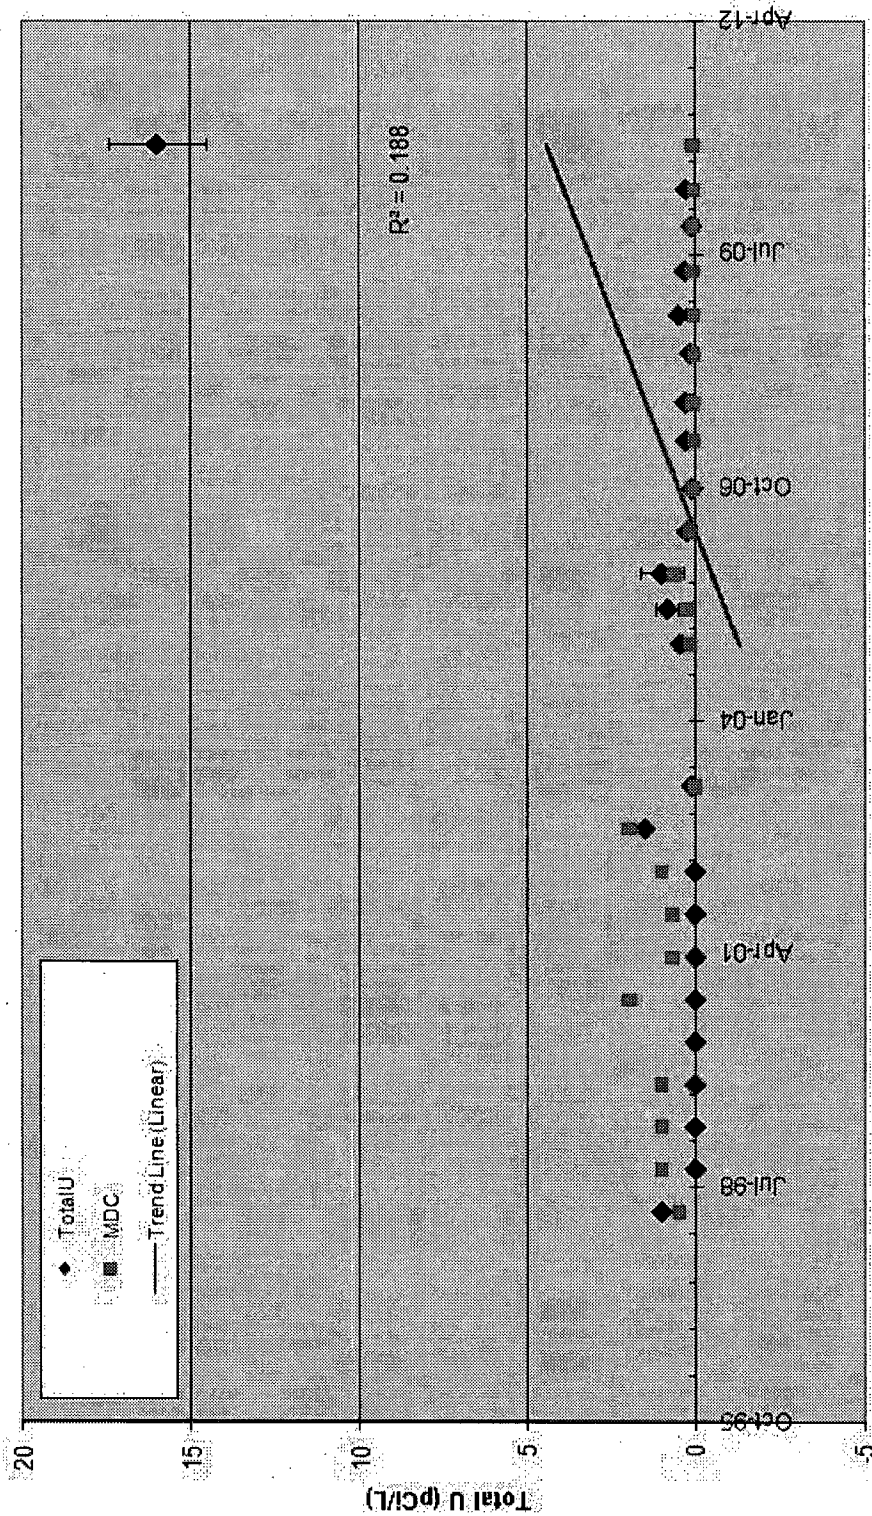 Total U
MDC
Trend Line (Linear)
R² = 0.188
Total U (pCi/L)
20
15
10
5
0
-5
Oct-95
Jul-98
Apr-01
Jan-04
Oct-06
Jul-09
Apr-12